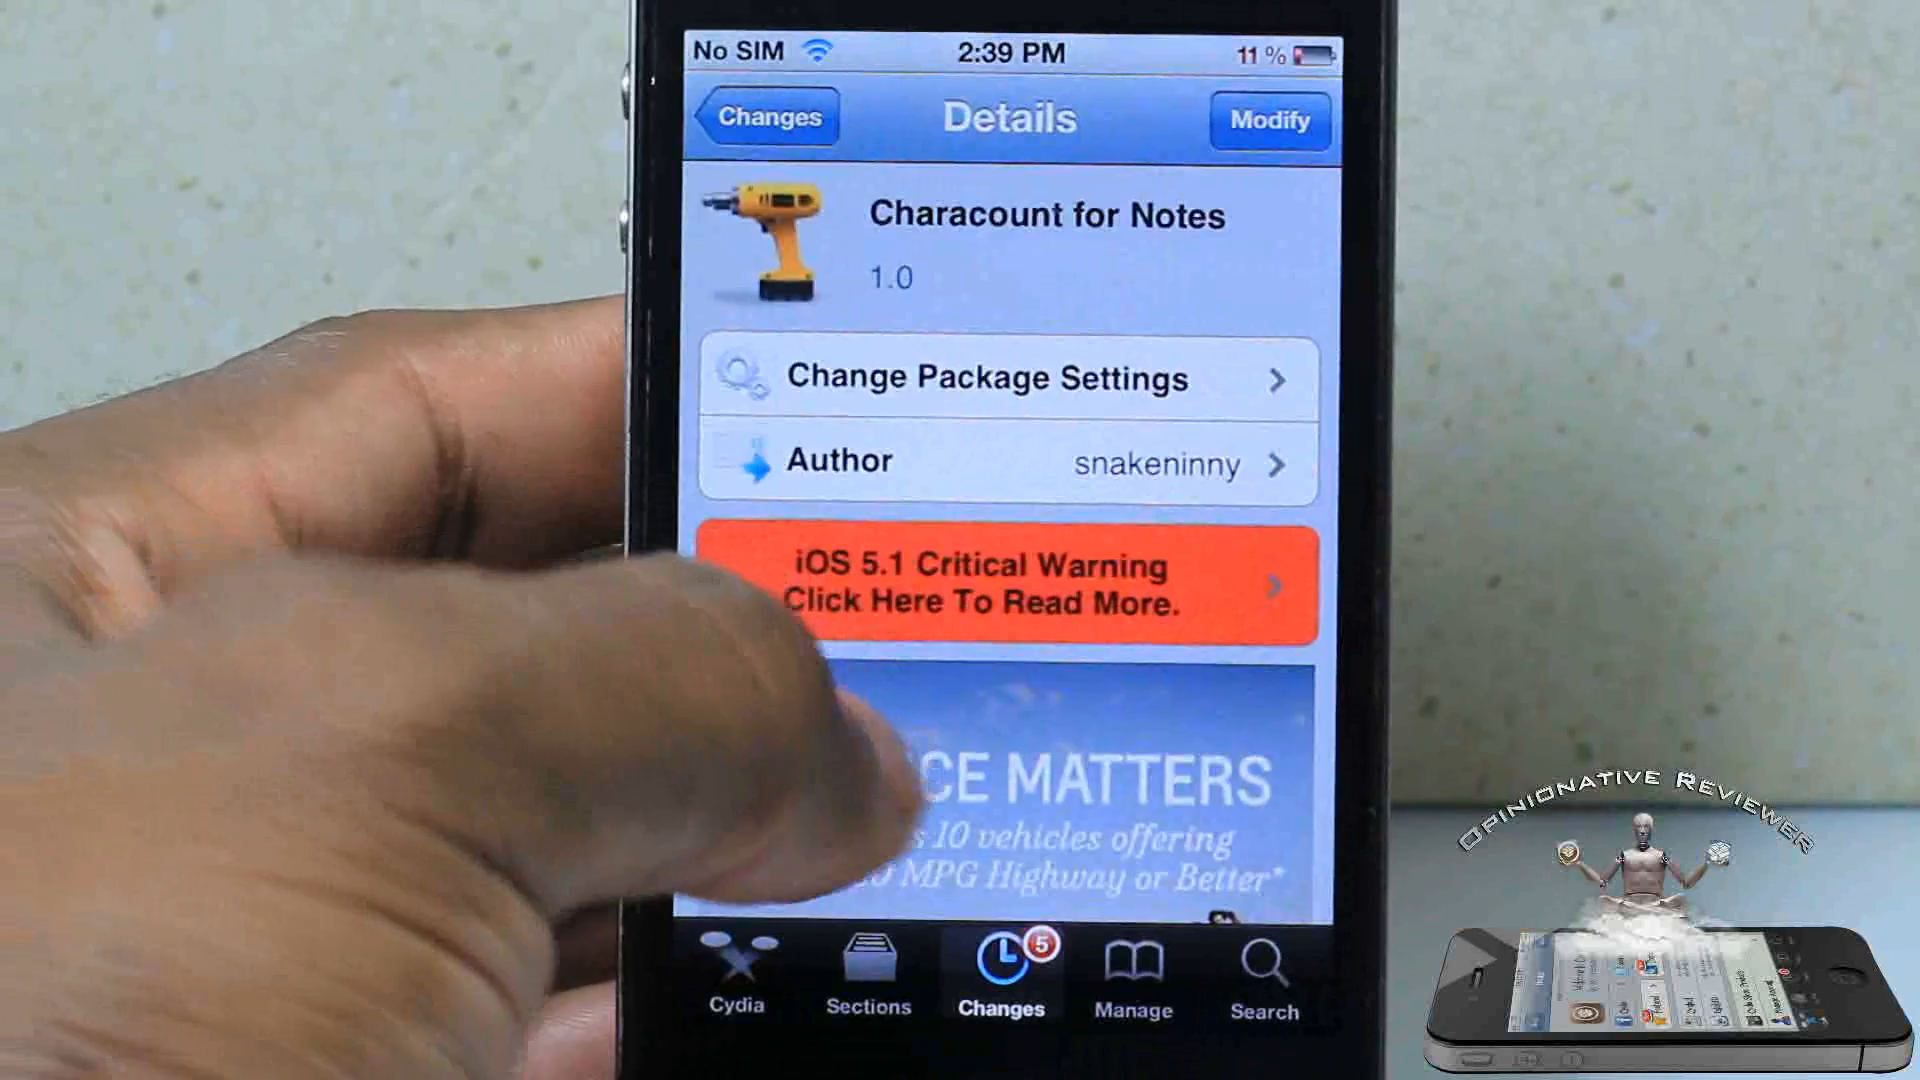 No SIM
2:39 PM
11 %
Changes
Details
Modify
Characount for Notes
1.0
Change Package Settings
Author
snakeninny
iOS 5.1 Critical Warning
Click Here To Read More.
CE MATTERS
s 10 vehicles offering
MPG Highway or Better*
Cydia
Sections
Changes
5
Manage
Search
Opinionative Reviewer